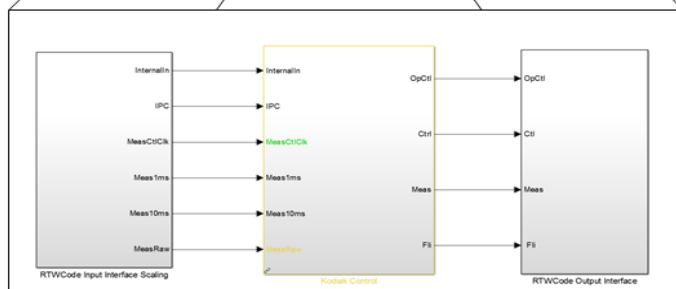 InternalIn
IPC
MeasCtlClk
Meas1ms
Meas10ms
MeasRaw
RTWCode Input Interface Scaling
InternalIn
IPC
MeasCtlClk
Meas1ms
Meas10ms
MeasRaw
OpCtl
Ctrl
Meas
Fli
Kodiak Control
OpCtl
Ctl
Meas
Fli
RTWCode Output Interface